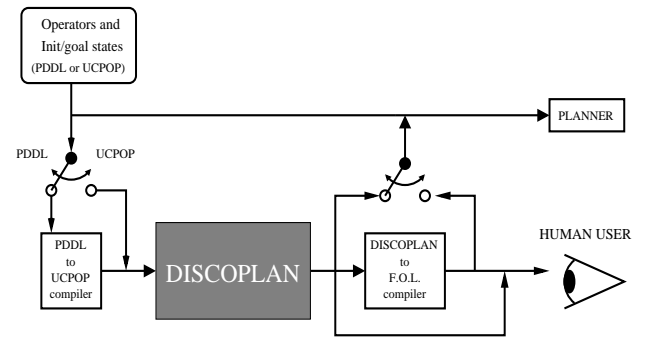 Operators and
Init/goal states
(PDDL or UCPOP)
PLANNER
PDDL
UCPOP
HUMAN USER
PDDL
to
UCPOP
compiler
DISCOPLAN
DISCOPLAN
to
F.O.L.
compiler